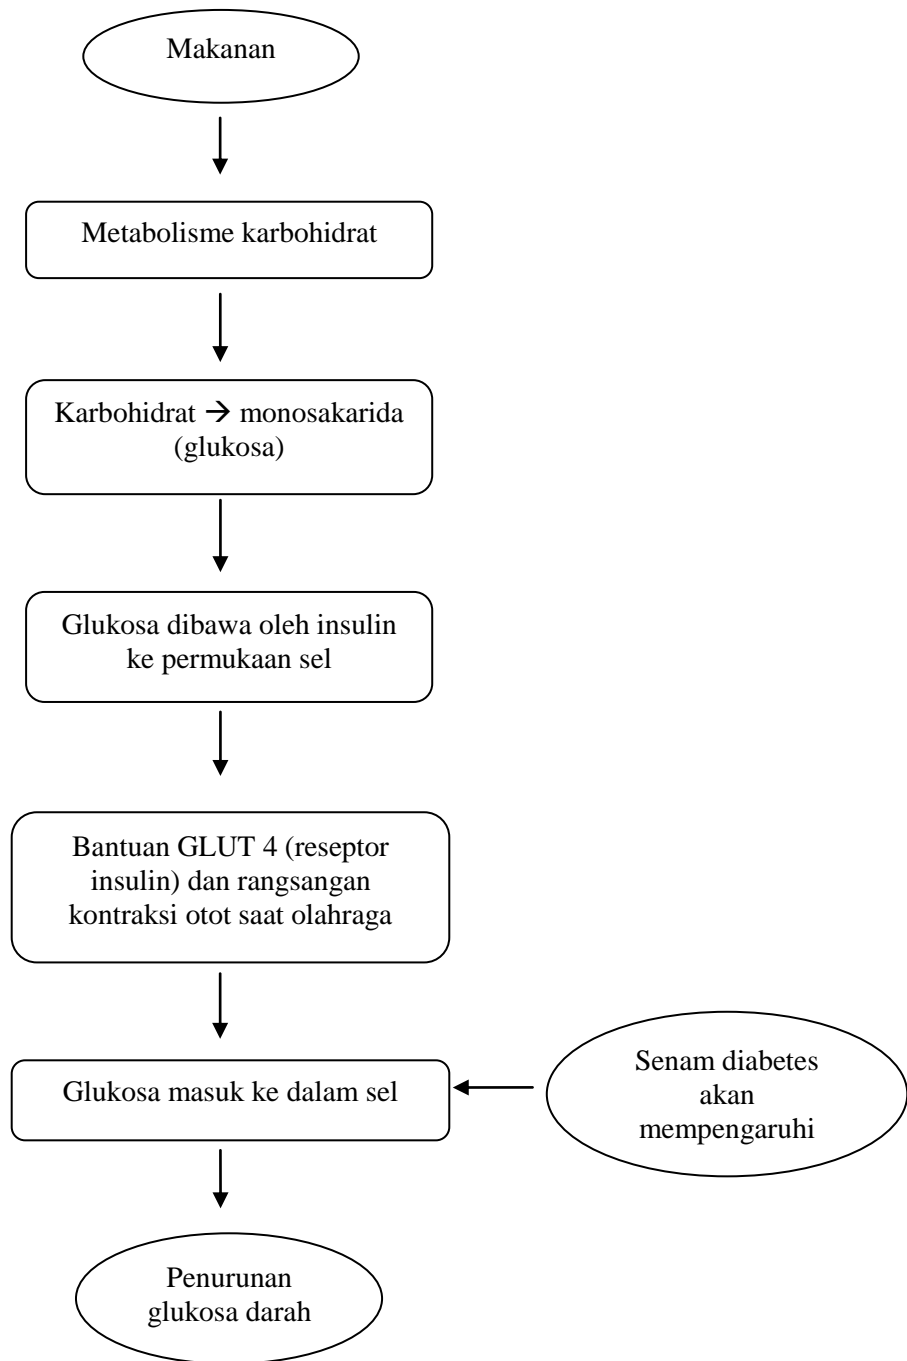 Makanan
Metabolisme karbohidrat
Karbohidrat → monosakarida
(glukosa)
Glukosa dibawa oleh insulin
ke permukaan sel
Bantuan GLUT 4 (reseptor
insulin) dan rangsangan
kontraksi otot saat olahraga
Glukosa masuk ke dalam sel
Senam diabetes
akan
mempengaruhi
Penurunan
glukosa darah